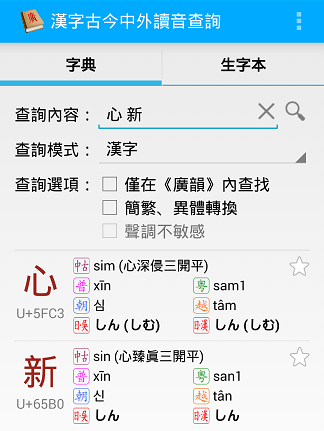 漢字古今中外讀音查詢
字典 生字本
查詢內容： 心 新
查詢模式： 漢字
查詢選項： 僅在《廣韻》內查找
簡繁、異體轉換
聲調不敏感
心 U+5FC3
中古 sim (心深侵三開平)
普 xīn 粵 sam1
朝 심 越 tâm
日吳 しん (しむ) 日漢 しん (しむ)
新 U+65B0
中古 sin (心臻眞三開平)
普 xīn 粵 san1
朝 신 越 tân
日吳 しん 日漢 しん